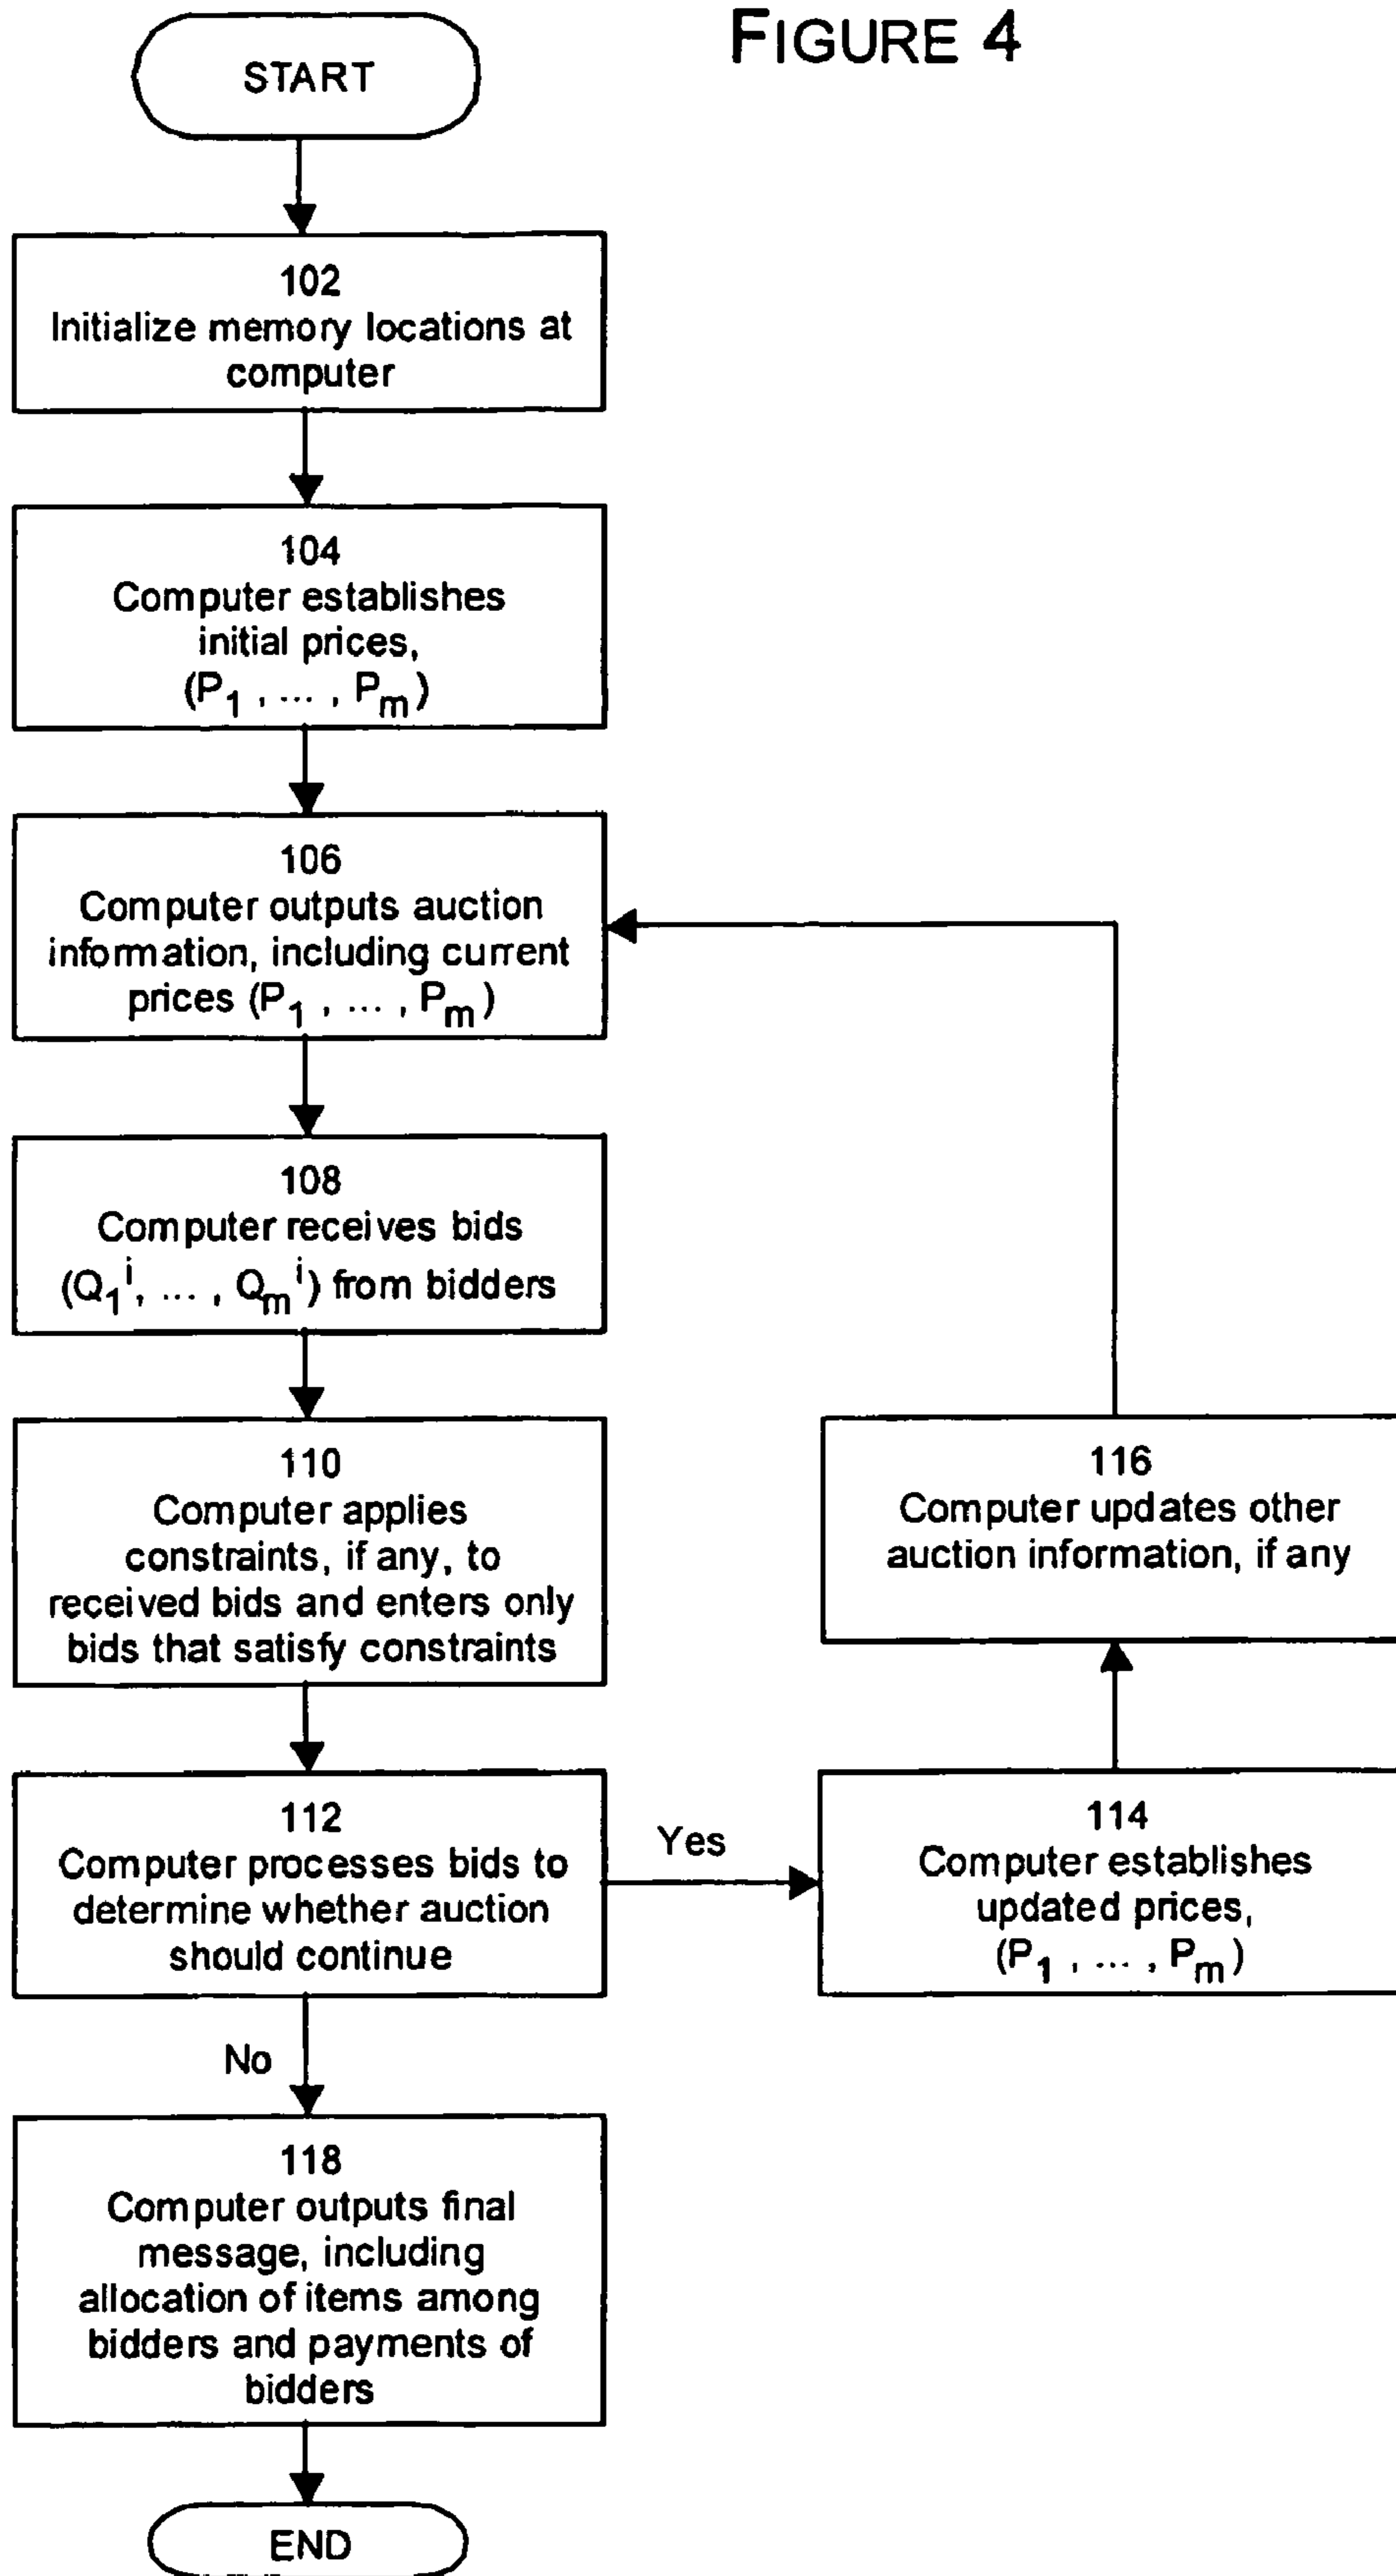 FIGURE 4
START
102
Initialize memory locations at
computer
104
Computer establishes
initial prices,
(P₁ , ... , Pₘ)
106
Computer outputs auction
information, including current
prices (P₁ , ... , Pₘ)
108
Computer receives bids
(Q₁ⁱ, ... , Qₘⁱ) from bidders
110
Computer applies
constraints, if any, to
received bids and enters only
bids that satisfy constraints
116
Computer updates other
auction information, if any
112
Computer processes bids to
determine whether auction
should continue
Yes
114
Computer establishes
updated prices,
(P₁ , ... , Pₘ)
No
118
Computer outputs final
message, including
allocation of items among
bidders and payments of
bidders
END